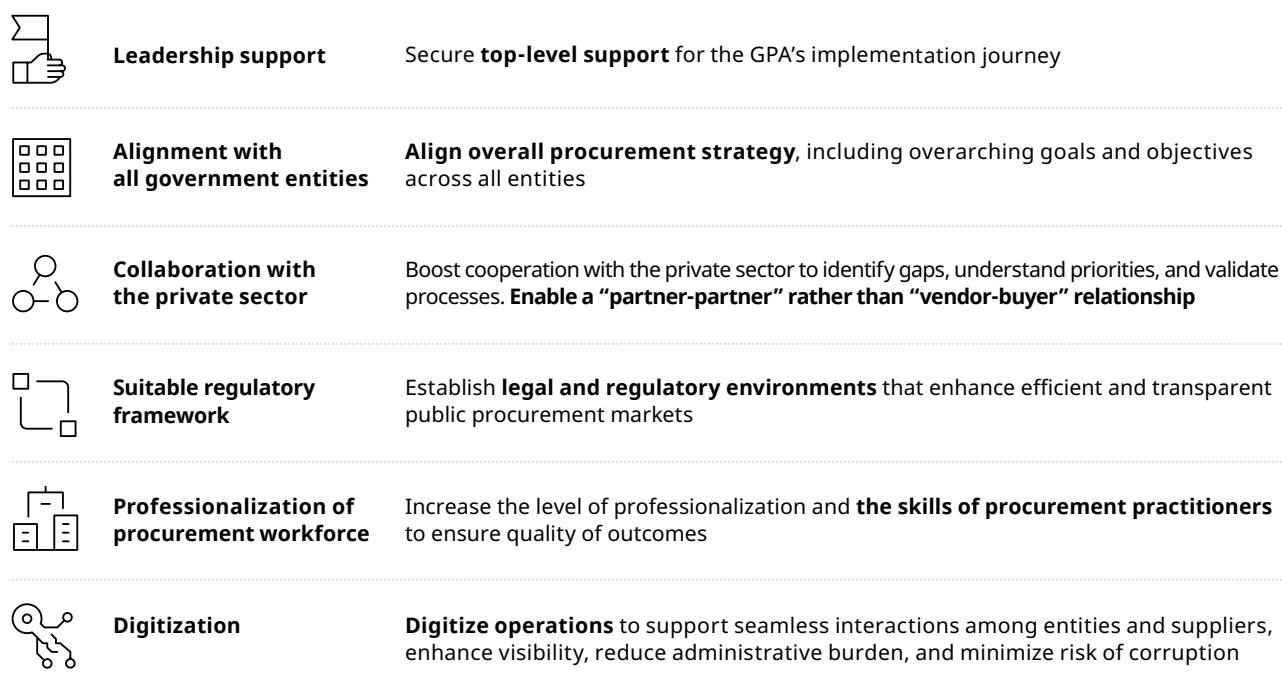 Leadership support
Secure top-level support for the GPA’s implementation journey
Alignment with
all government entities
Align overall procurement strategy, including overarching goals and objectives
across all entities
Collaboration with
the private sector
Boost cooperation with the private sector to identify gaps, understand priorities, and validate
processes. Enable a “partner-partner” rather than “vendor-buyer” relationship
Suitable regulatory
framework
Establish legal and regulatory environments that enhance efficient and transparent
public procurement markets
Professionalization of
procurement workforce
Increase the level of professionalization and the skills of procurement practitioners
to ensure quality of outcomes
Digitization
Digitize operations to support seamless interactions among entities and suppliers,
enhance visibility, reduce administrative burden, and minimize risk of corruption